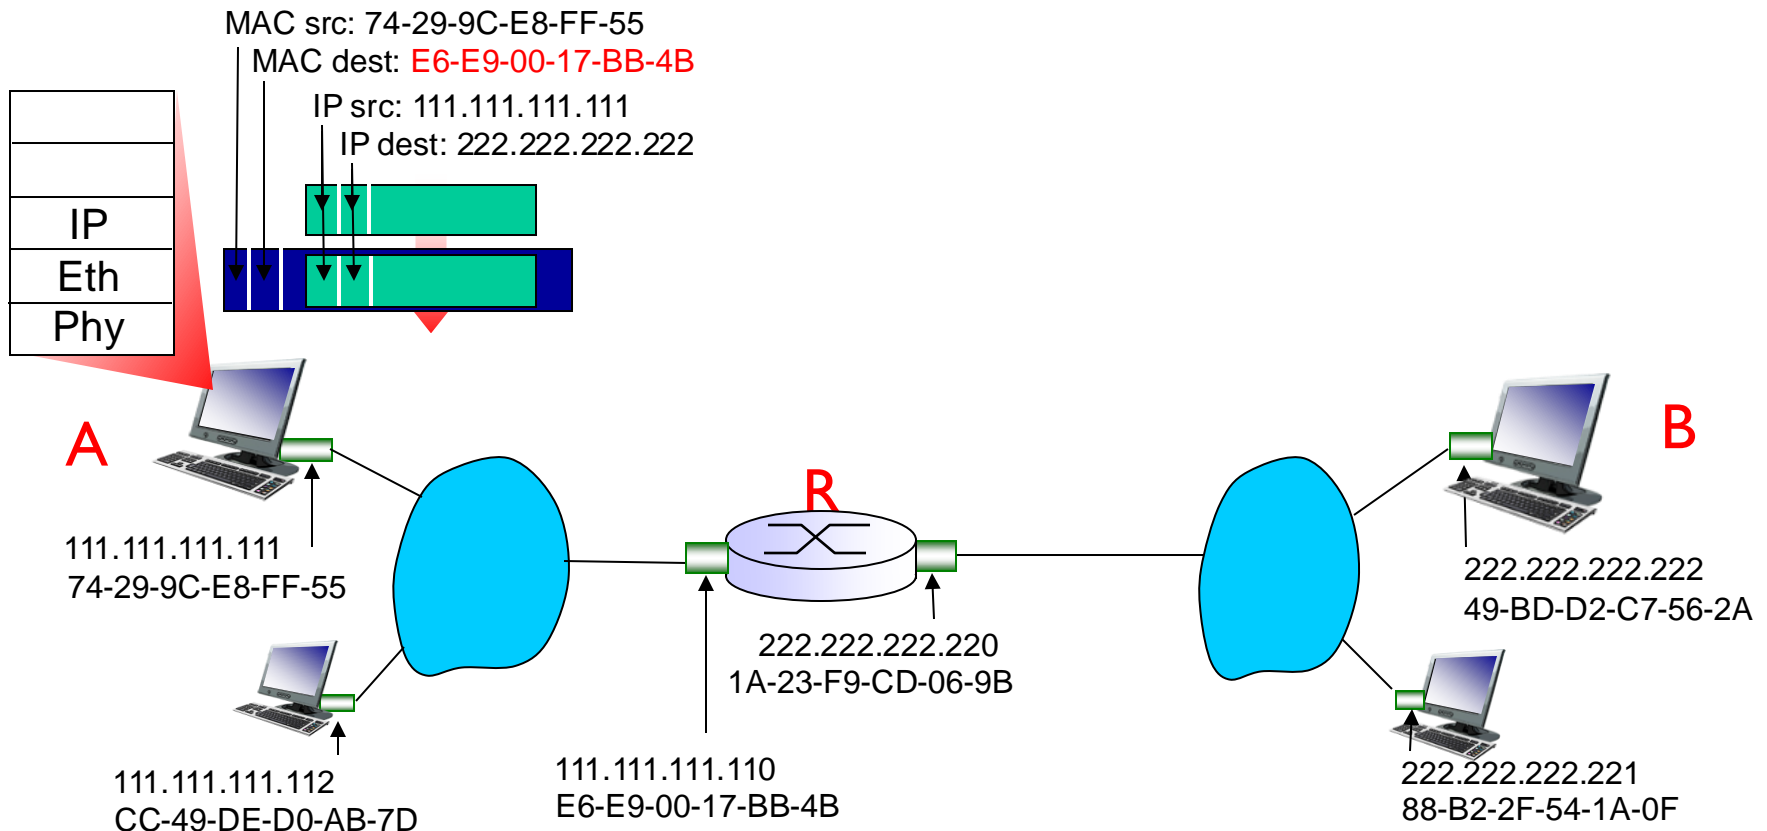 MAC src: 74-29-9C-E8-FF-55
MAC dest: E6-E9-00-17-BB-4B
IP src: 111.111.111.111
IP dest: 222.222.222.222
IP
Eth
Phy
A
B
R
111.111.111.111
74-29-9C-E8-FF-55
222.222.222.222
49-BD-D2-C7-56-2A
222.222.222.220
1A-23-F9-CD-06-9B
111.111.111.112
CC-49-DE-D0-AB-7D
111.111.111.110
E6-E9-00-17-BB-4B
222.222.222.221
88-B2-2F-54-1A-0F